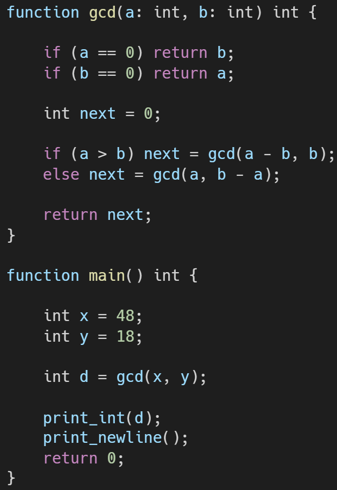 function gcd(a: int, b: int) int {
if (a == 0) return b;
if (b == 0) return a;
int next = 0;
if (a > b) next = gcd(a - b, b);
else next = gcd(a, b - a);
return next;
}
function main() int {
int x = 48;
int y = 18;
int d = gcd(x, y);
print_int(d);
print_newline();
return 0;
}